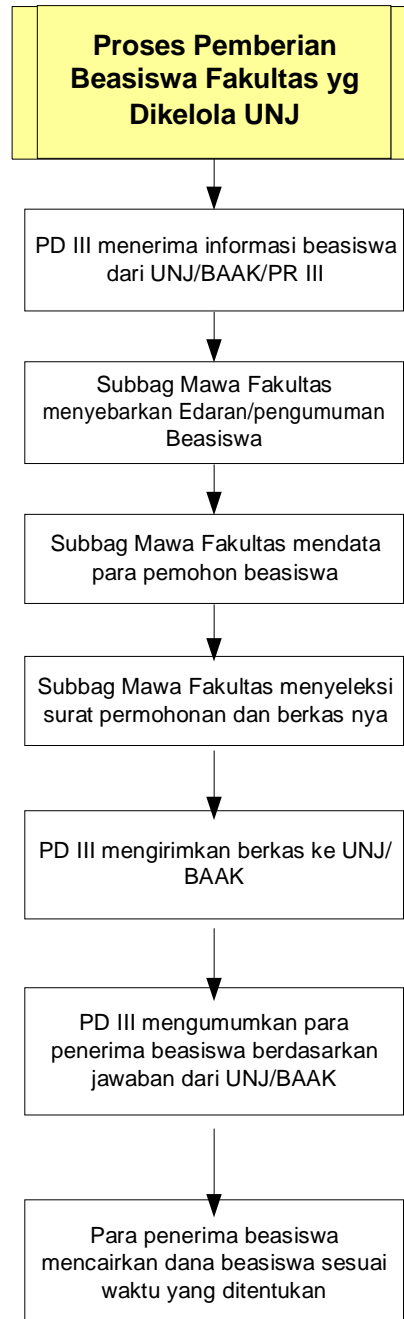 Proses Pemberian
Beasiswa Fakultas yg
Dikelola UNJ
PD III menerima informasi beasiswa
dari UNJ/BAAK/PR III
Subbag Mawa Fakultas
menyebarkan Edaran/pengumuman
Beasiswa
Subbag Mawa Fakultas mendata
para pemohon beasiswa
Subbag Mawa Fakultas menyeleksi
surat permohonan dan berkas nya
PD III mengirimkan berkas ke UNJ/
BAAK
PD III mengumumkan para
penerima beasiswa berdasarkan
jawaban dari UNJ/BAAK
Para penerima beasiswa
mencairkan dana beasiswa sesuai
waktu yang ditentukan